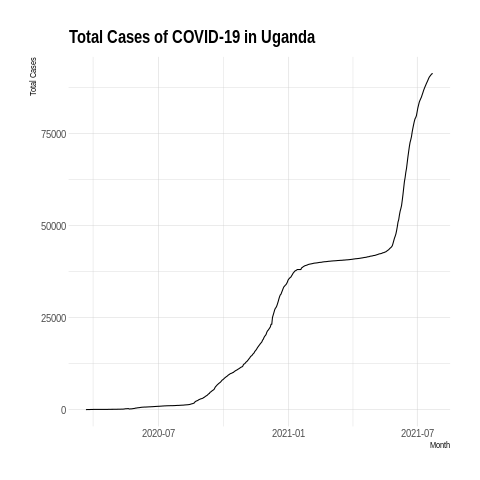 Total Cases of COVID-19 in Uganda
Total Cases
75000
50000
25000
0
2020-07
2021-01
2021-07
Month